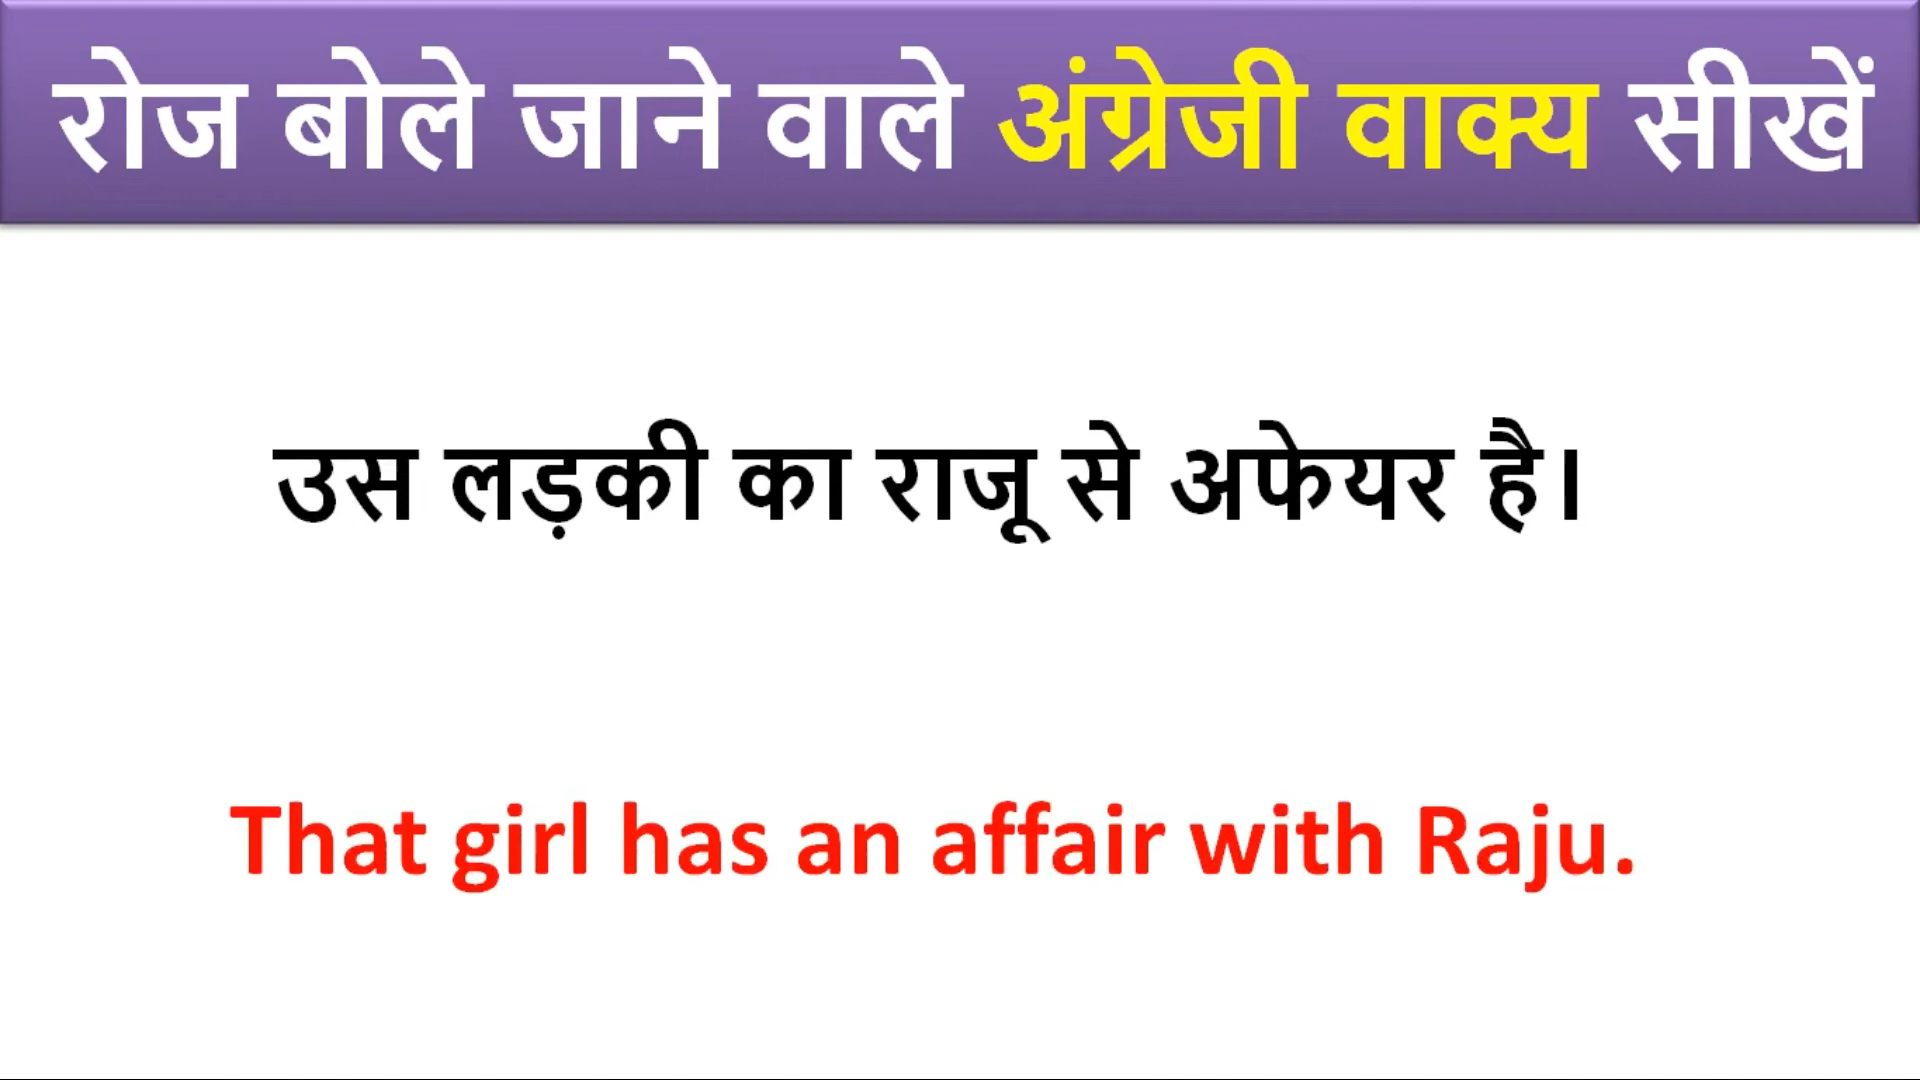 रोज बोले जाने वाले अंग्रेजी वाक्य सीखें
उस लड़की का राजू से अफेयर है।
That girl has an affair with Raju.